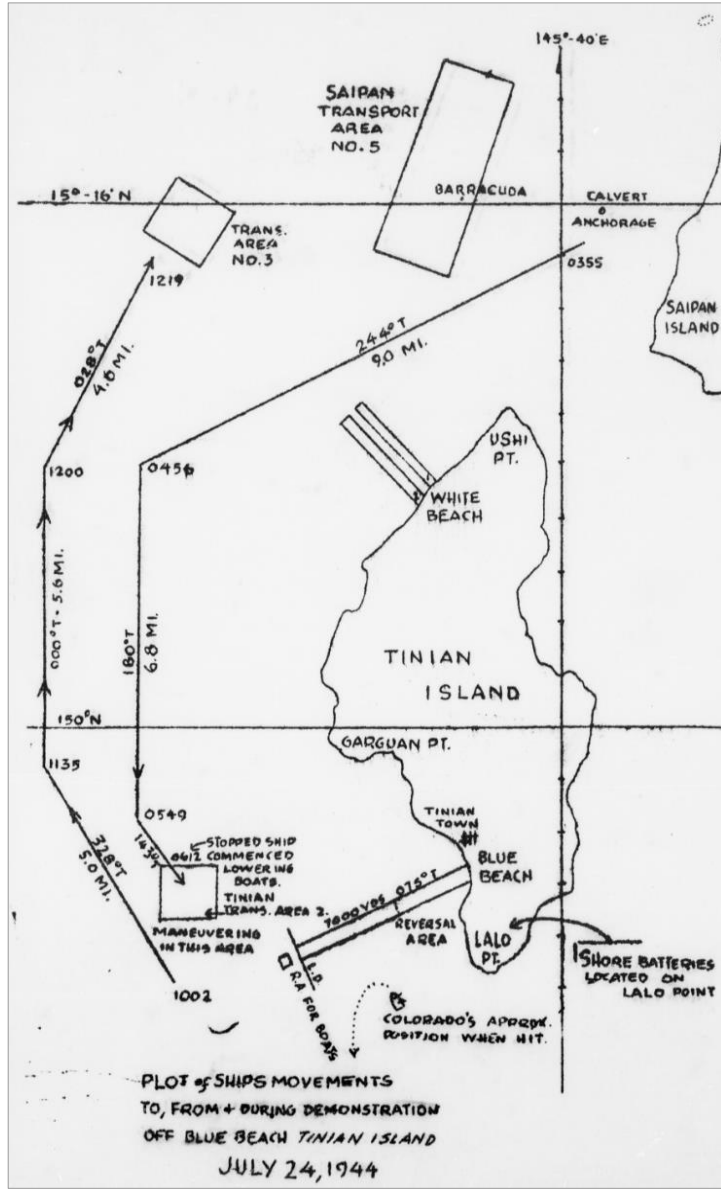 145°-40'E
SAIPAN
TRANSPORT
AREA
NO. 5
15°-16'N
BARRACUDA
CALVERT
ANCHORAGE
TRANS.
AREA
NO.3
0355
1219
SAIPAN
ISLAND
244°T
9.0 MI.
028°T
4.6 MI.
USHI
PT.
1200
0456
WHITE
BEACH
000°T - 5.6 MI.
180°T
6.8 MI.
TINIAN
ISLAND
150°N
GARGUAN PT.
1135
TINIAN
TOWN
0549
143°T
0612
STOPPED SHIP
COMMENCED
LOWERING
BOATS.
BLUE
BEACH
328°T
5.0 MI.
TINIAN
TRANS. AREA 2.
7000 YDS 075°T
REVERSAL
AREA
MANEUVERING
IN THIS AREA
LALO
PT.
L.D.
R.A FOR BOATS
SHORE BATTERIES
LOCATED ON
LALO POINT
1002
COLORADO'S APPROX.
POSITION WHEN HIT.
PLOT of SHIPS MOVEMENTS
TO, FROM + DURING DEMONSTRATION
OFF BLUE BEACH TINIAN ISLAND
JULY 24, 1944